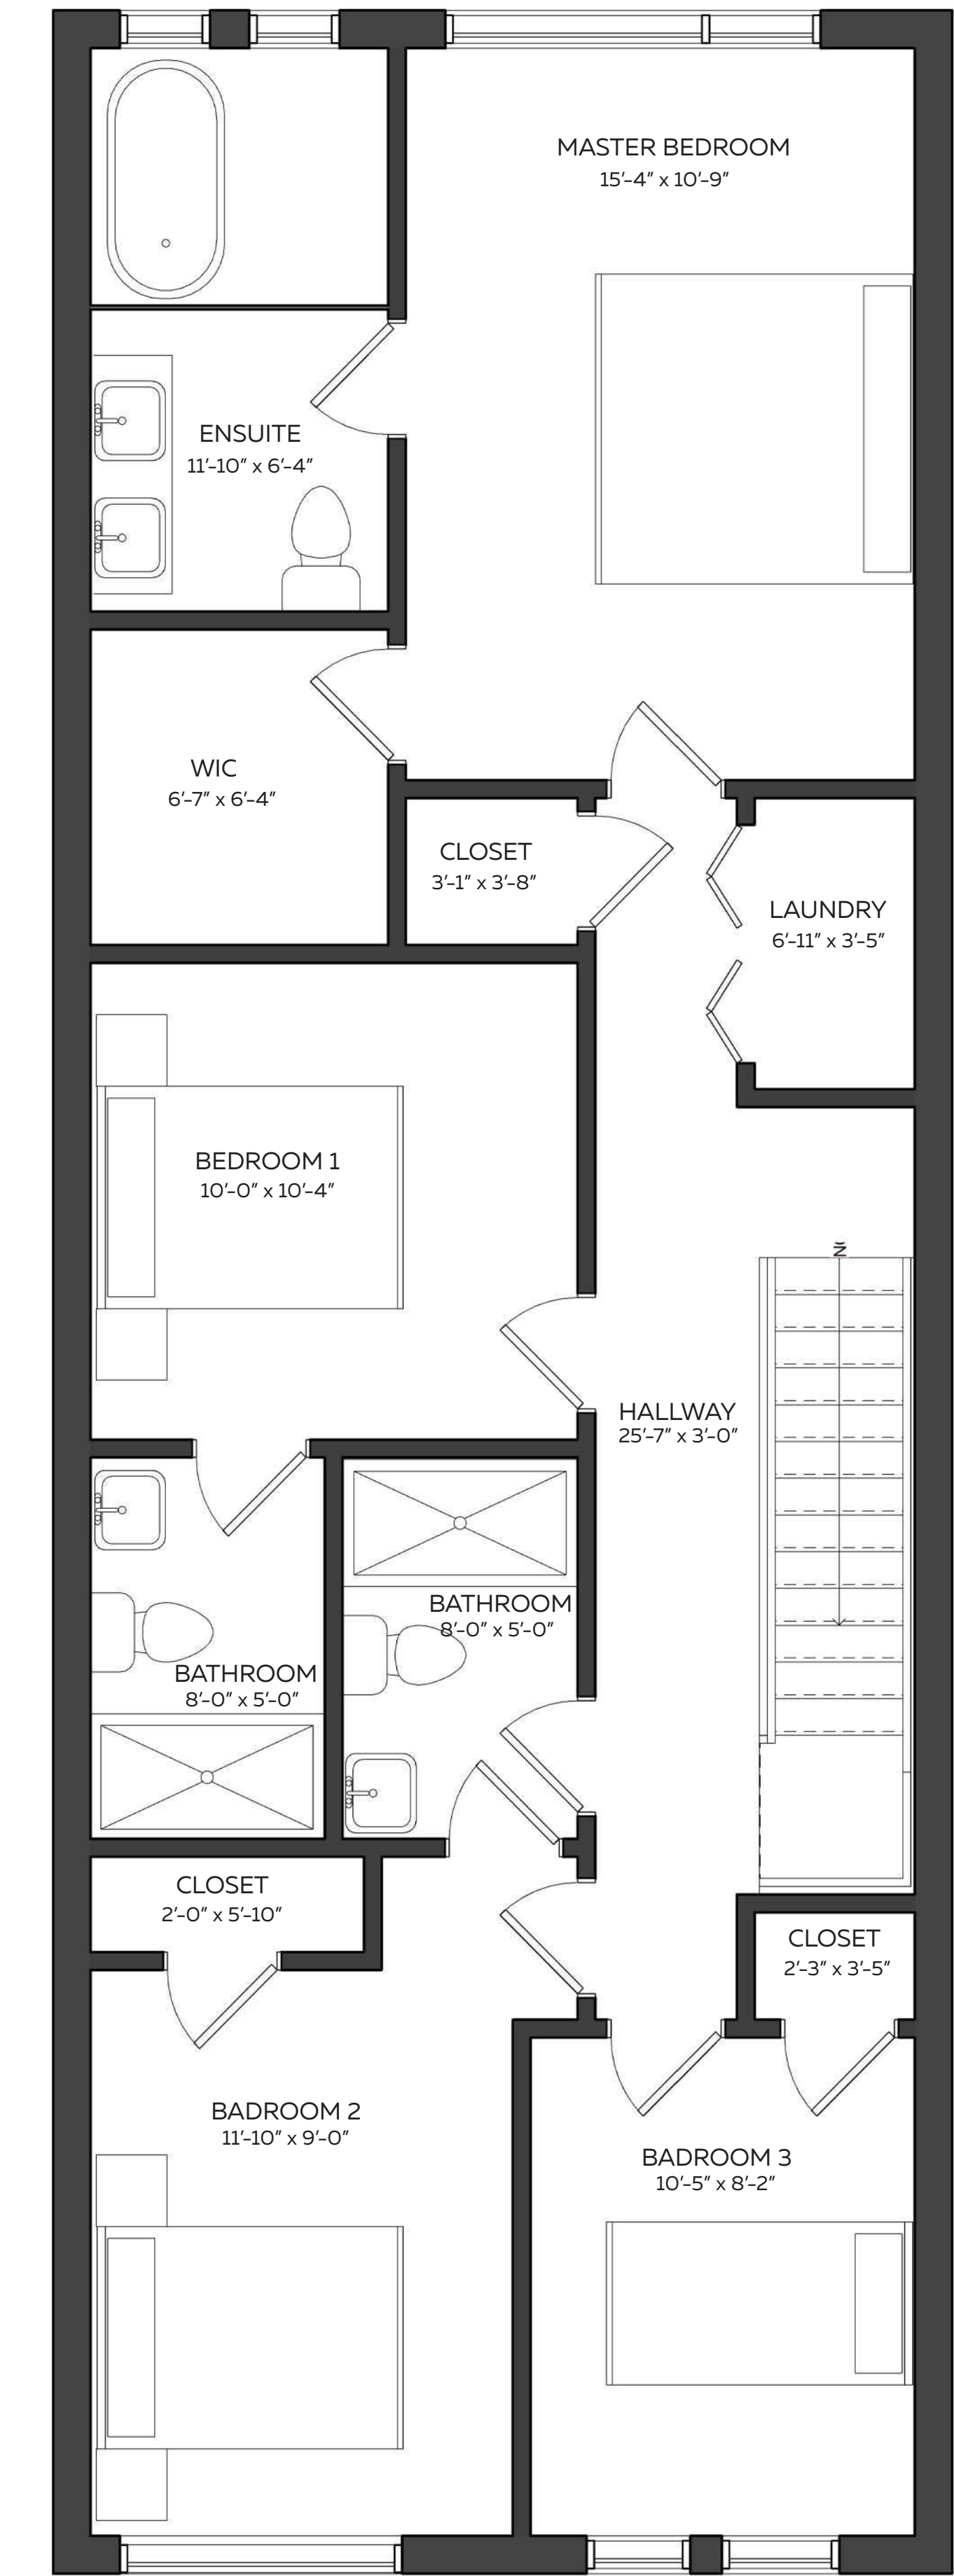 MASTER BEDROOM
15'-4" x 10'-9"
ENSUITE
11'-10" x 6'-4"
WIC
6'-7" x 6'-4"
CLOSET
3'-1" x 3'-8"
LAUNDRY
6'-11" x 3'-5"
BEDROOM 1
10'-0" x 10'-4"
HALLWAY
25'-7" x 3'-0"
BATHROOM
8'-0" x 5'-0"
BATHROOM
8'-0" x 5'-0"
CLOSET
2'-0" x 5'-10"
CLOSET
2'-3" x 3'-5"
BADROOM 2
11'-10" x 9'-0"
BADROOM 3
10'-5" x 8'-2"